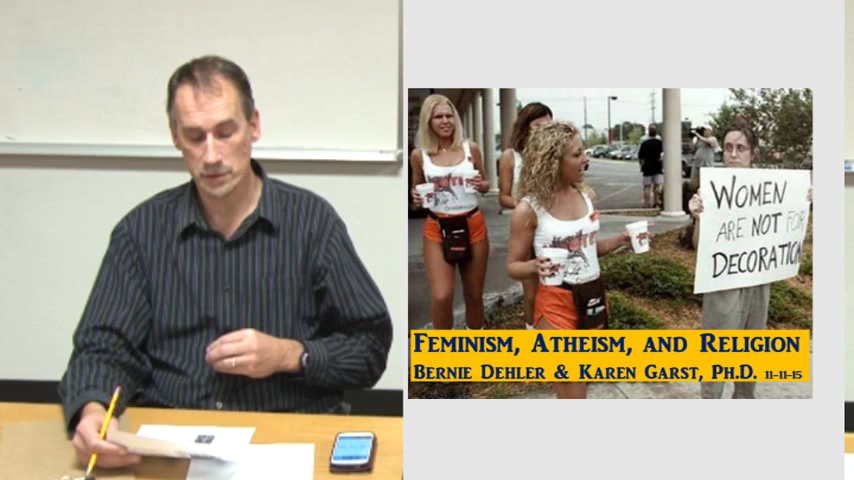 WOMEN
ARE NOT FOR
DECORATION
FEMINISM, ATHEISM, AND RELIGION
BERNIE DEHLER & KAREN GARST, PH.D. 11-11-15